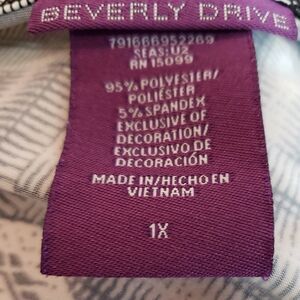 BEVERLY DRIVE
791666952269
SEAS: U2
RN 15099
95% POLYESTER/
POLIÉSTER
5% SPANDEX
EXCLUSIVE OF
DECORATION/
EXCLUSIVO DE
DECORACIÓN
MADE IN/HECHO EN
VIETNAM
1X